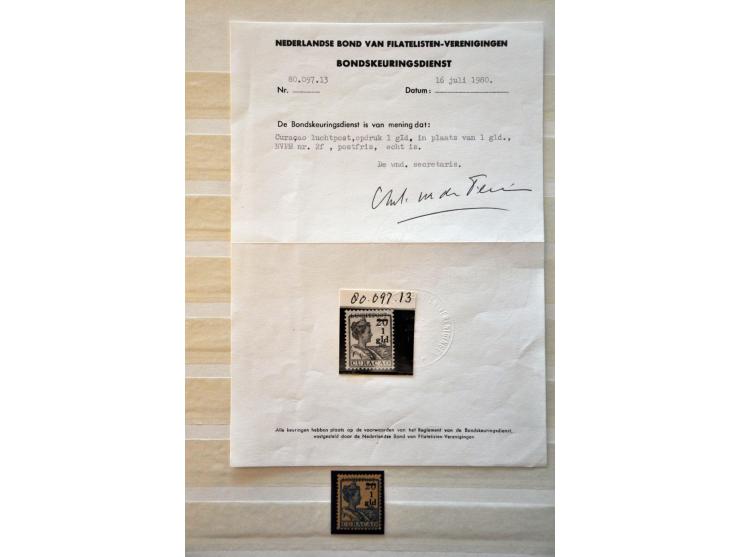 NEDERLANDSE BOND VAN FILATELISTEN-VERENIGINGEN
BONDSKEURINGSDIENST
80.097.13 16 juli 1980.
Nr. Datum:
De Bondskeuringsdienst is van mening dat:
Curaçao luchtpost, opdruk 1 gld, in plaats van 1 gld.,
NVPH nr. 2f , postfris, echt is.
De wnd. secretaris.
80.097.13
20
1
gld
CURAÇAO
Alle keuringen hebben plaats op de voorwaarden van het Reglement van de Bondskeuringsdienst,
vastgesteld door de Nederlandse Bond van Filatelisten-Verenigingen
20
1
gld
CURAÇAO